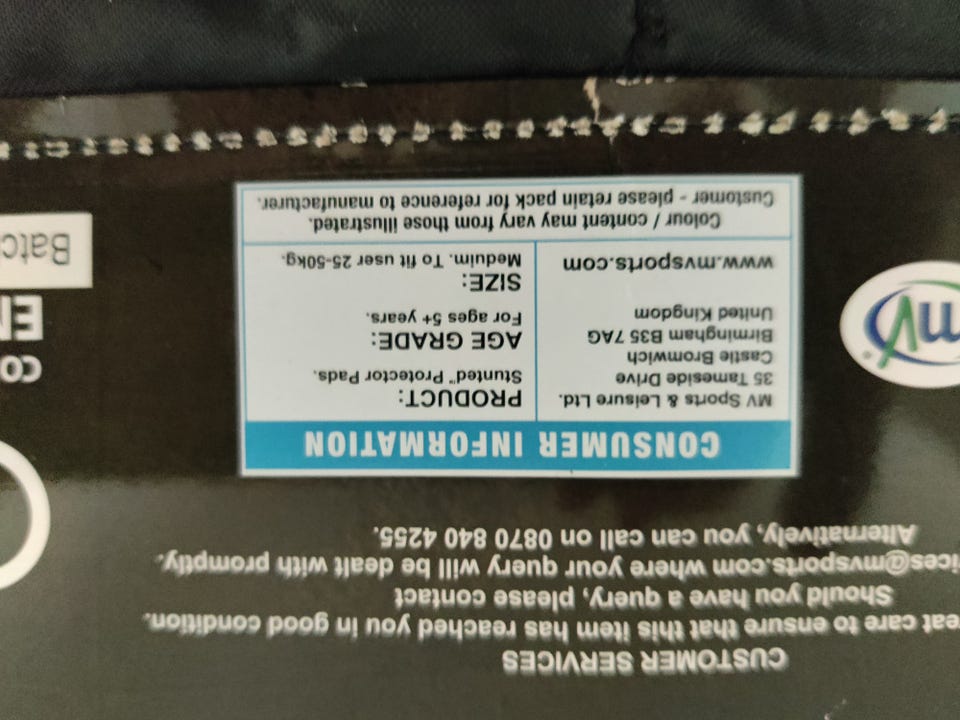 CUSTOMER SERVICES
care to ensure that this item has reached you in good condition.
Should you have a query, please contact
@mvsports.com where your query will be dealt with promptly.
Alternatively, you can call on 0870 840 4255.
CONSUMER INFORMATION
MV Sports & Leisure Ltd.
35 Tameside Drive
Castle Bromwich
Birmingham B35 7AG
United Kingdom
www.mvsports.com
PRODUCT:
Stunted" Protector Pads.
AGE GRADE:
For ages 5+ years.
SIZE:
Meduim. To fit user 25-50kg.
Colour / content may vary from those illustrated.
Customer - please retain pack for reference to manufacturer.
mv